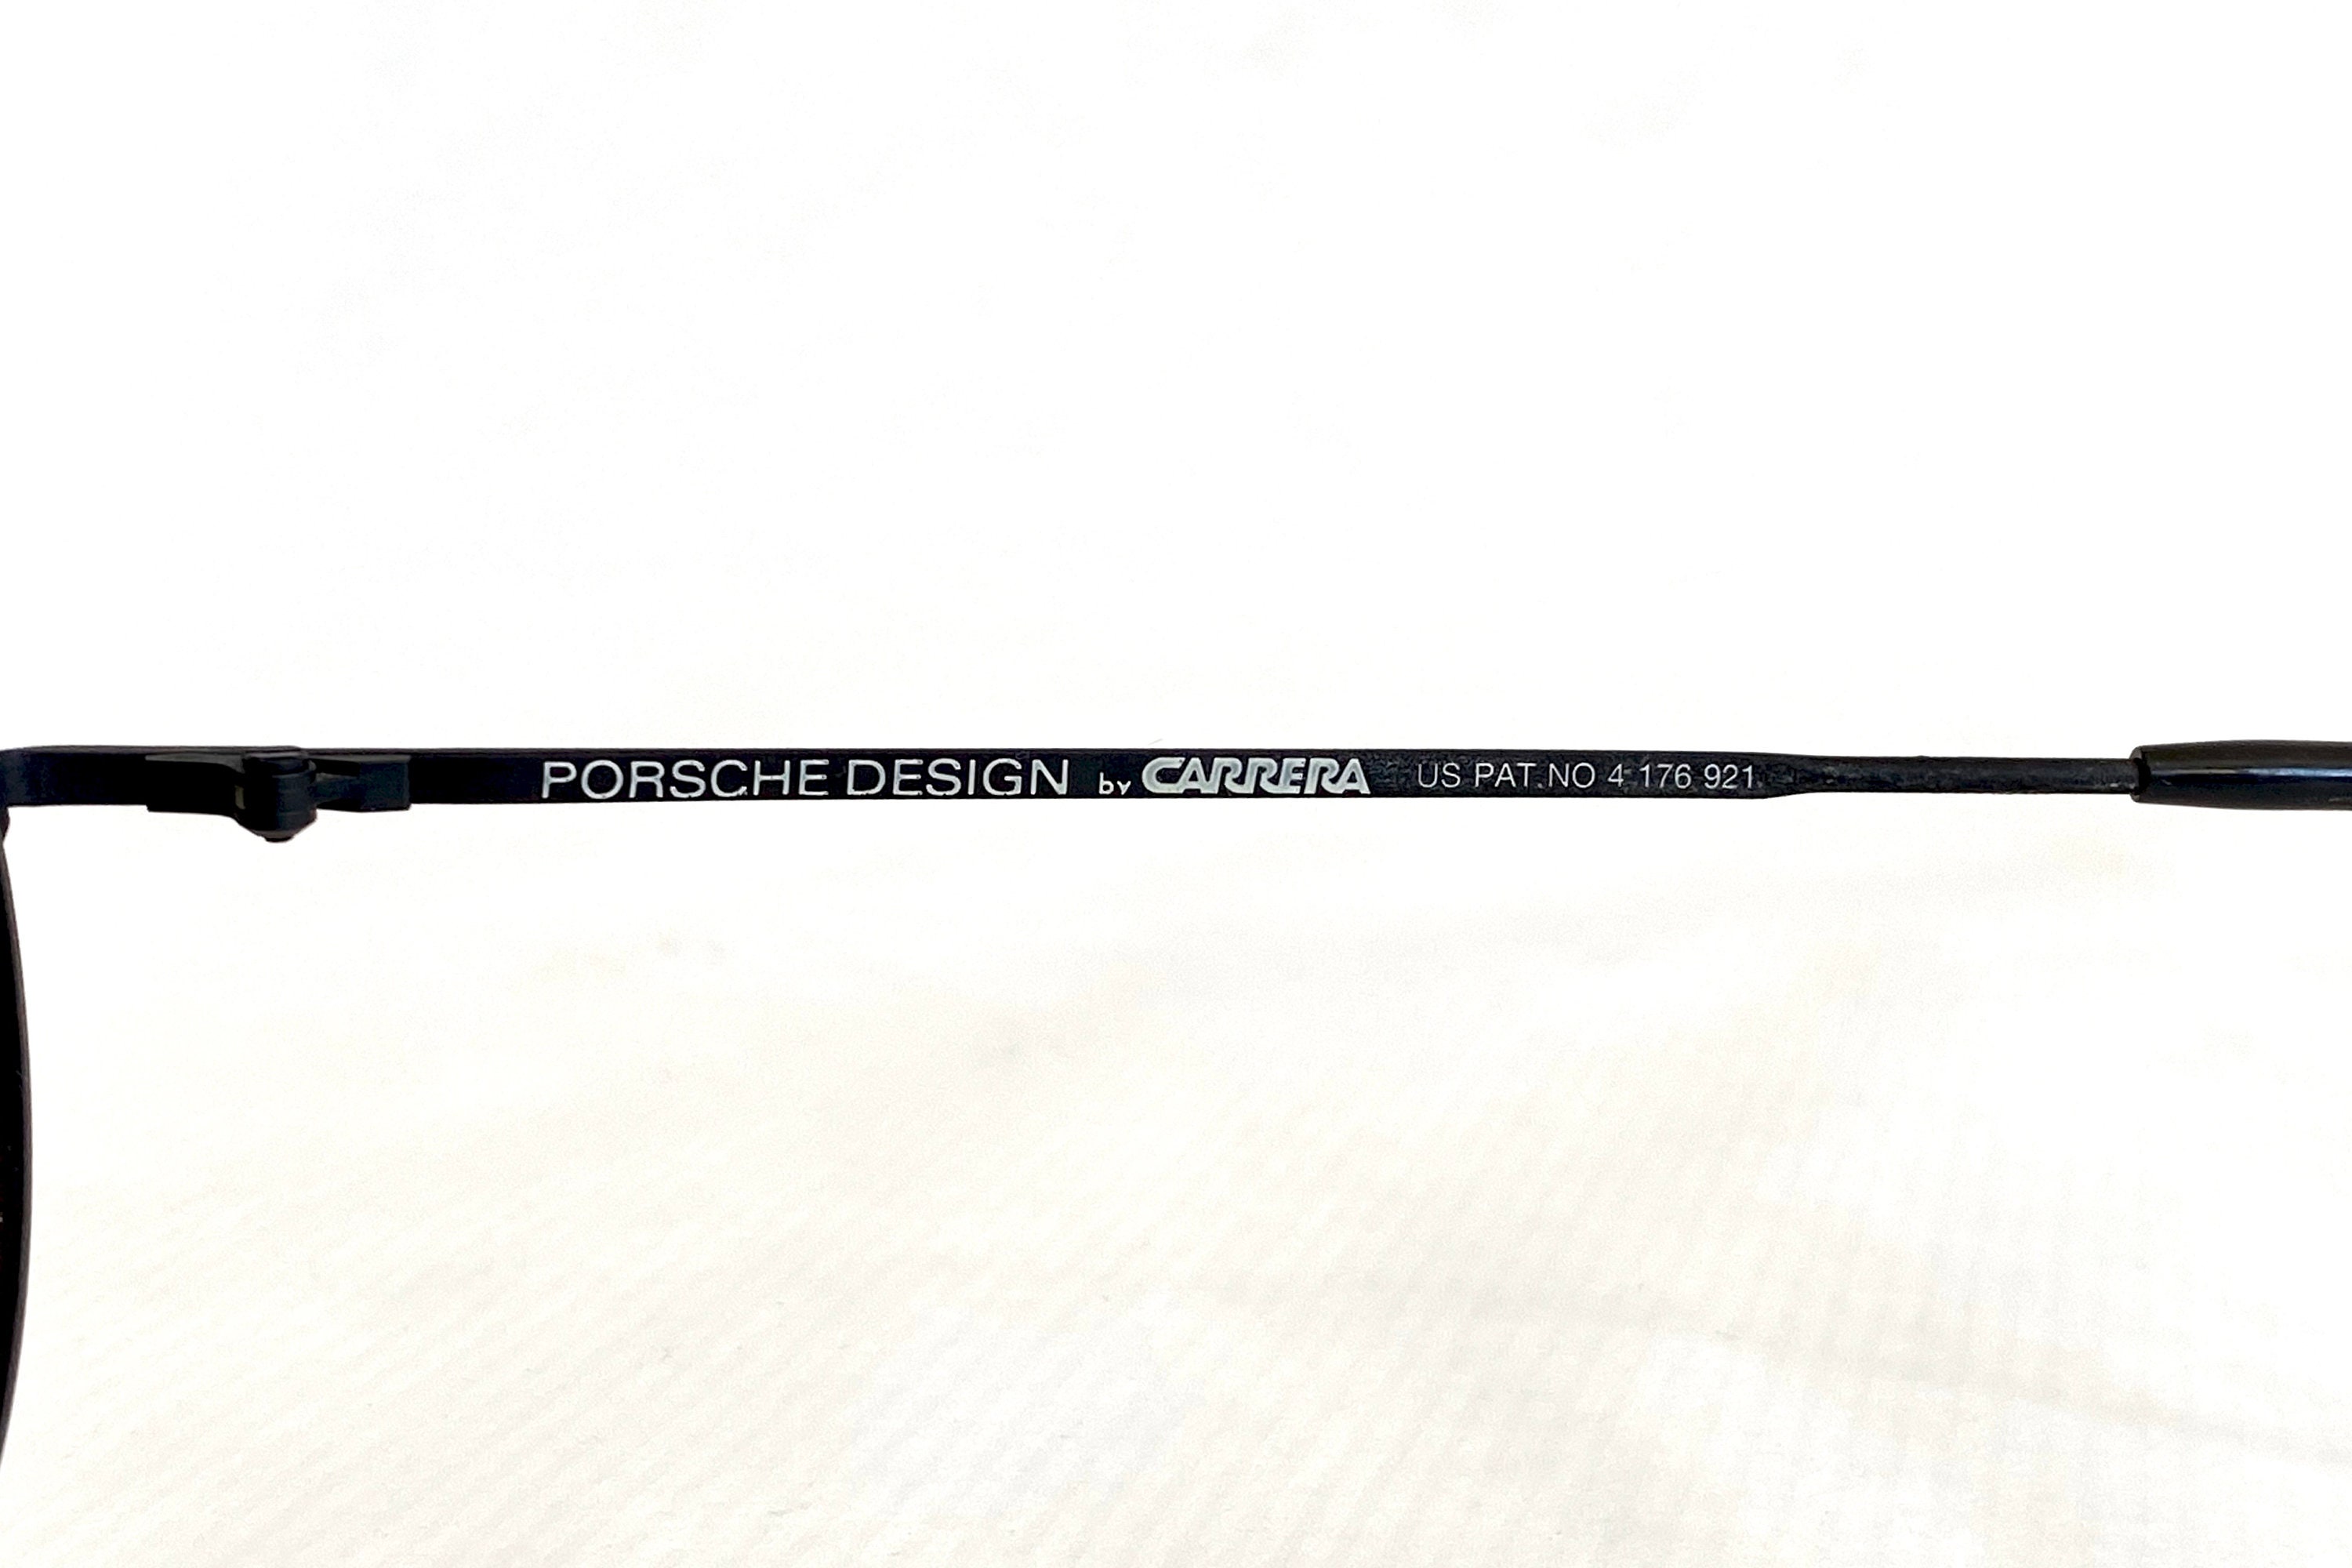 PORSCHE DESIGN by CARRERA US PAT.NO 4 176 921